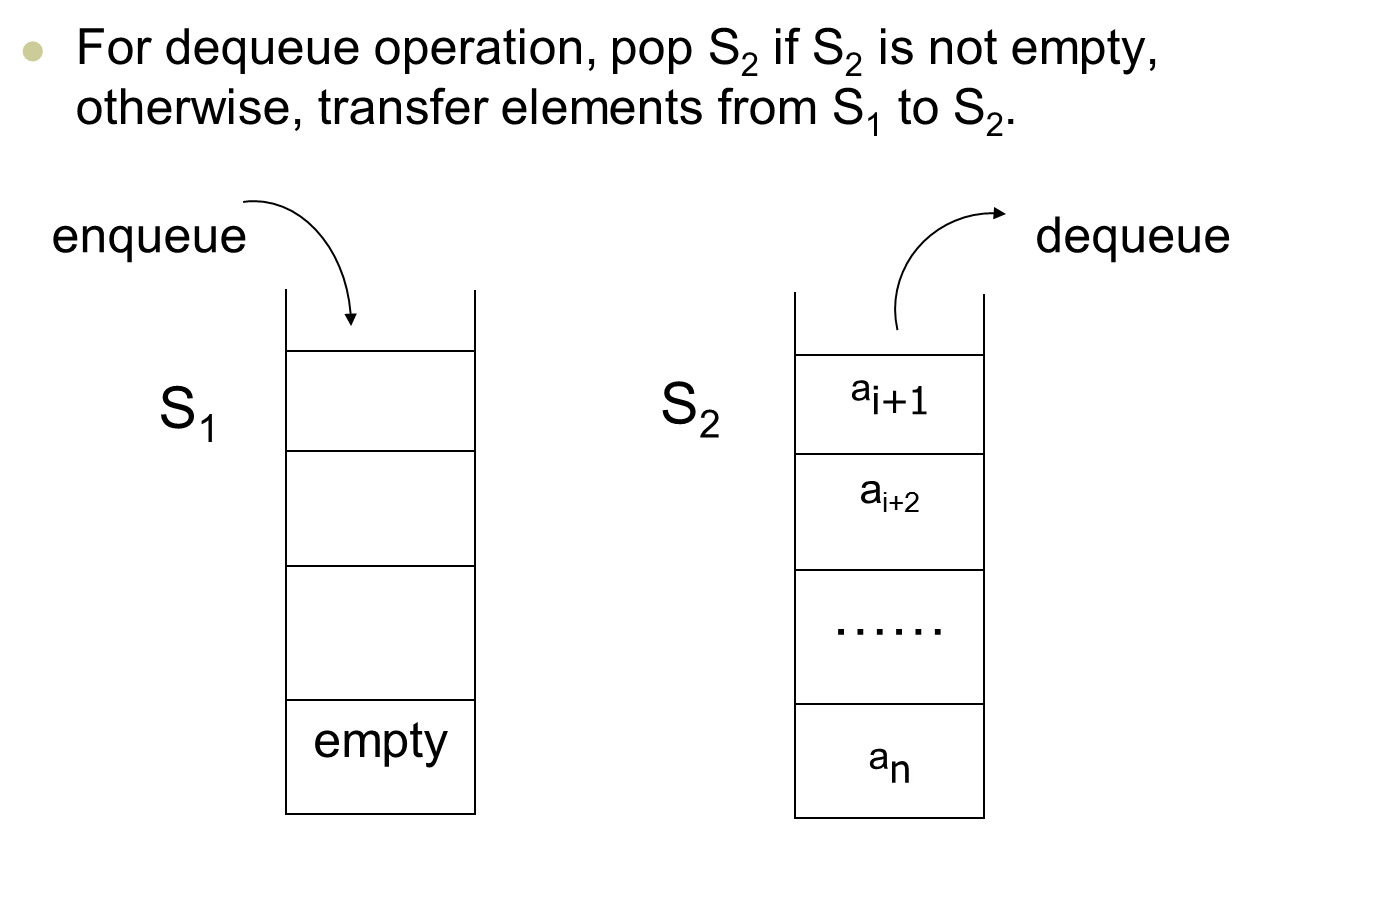 For dequeue operation, pop S₂ if S₂ is not empty,
otherwise, transfer elements from S₁ to S₂.
enqueue
dequeue
S₁
S₂
aᵢ₊₁
aᵢ₊₂
......
empty
aₙ